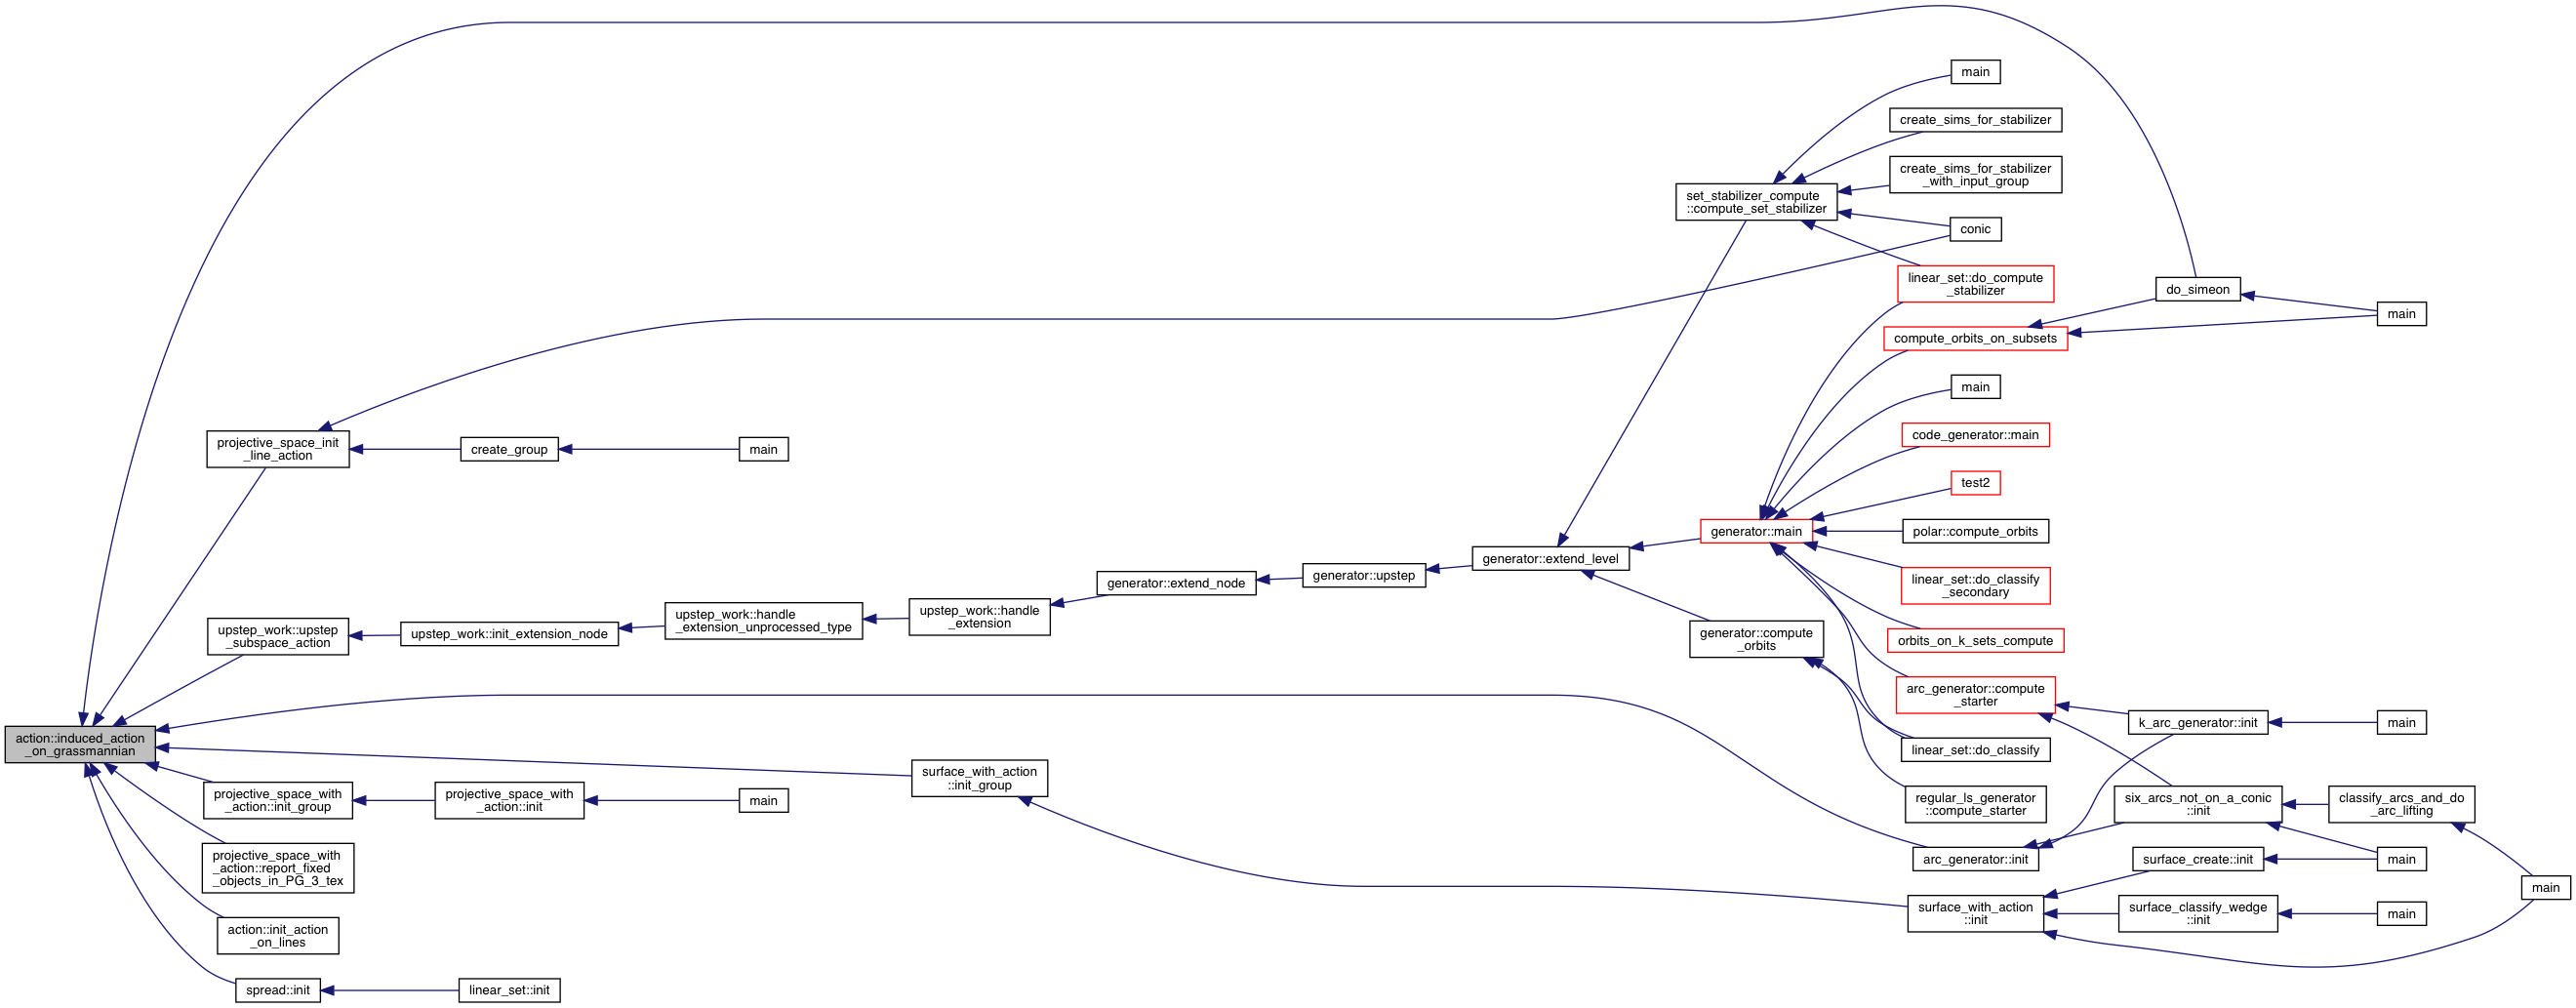 main
create_sims_for_stabilizer
create_sims_for_stabilizer
_with_input_group
set_stabilizer_compute
::compute_set_stabilizer
conic
linear_set::do_compute
_stabilizer
do_simeon
main
compute_orbits_on_subsets
main
code_generator::main
projective_space_init
_line_action
create_group
main
test2
generator::main
polar::compute_orbits
generator::extend_level
generator::upstep
generator::extend_node
linear_set::do_classify
_secondary
upstep_work::handle
_extension
upstep_work::handle
_extension_unprocessed_type
upstep_work::init_extension_node
upstep_work::upstep
_subspace_action
generator::compute
_orbits
orbits_on_k_sets_compute
arc_generator::compute
_starter
k_arc_generator::init
main
action::induced_action
_on_grassmannian
linear_set::do_classify
surface_with_action
::init_group
projective_space_with
_action::init_group
projective_space_with
_action::init
main
regular_ls_generator
::compute_starter
six_arcs_not_on_a_conic
::init
classify_arcs_and_do
_arc_lifting
projective_space_with
_action::report_fixed
_objects_in_PG_3_tex
arc_generator::init
surface_create::init
main
main
surface_with_action
::init
surface_classify_wedge
::init
main
action::init_action
_on_lines
spread::init
linear_set::init